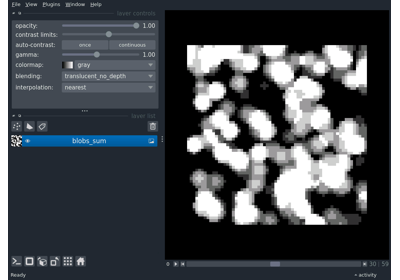 File View Plugins Window Help
layer controls
opacity: 1.00
contrast limits:
auto-contrast: once continuous
gamma: 1.00
colormap: gray
blending: translucent_no_depth
interpolation: nearest
layer list
blobs_sum
30 59
Ready activity